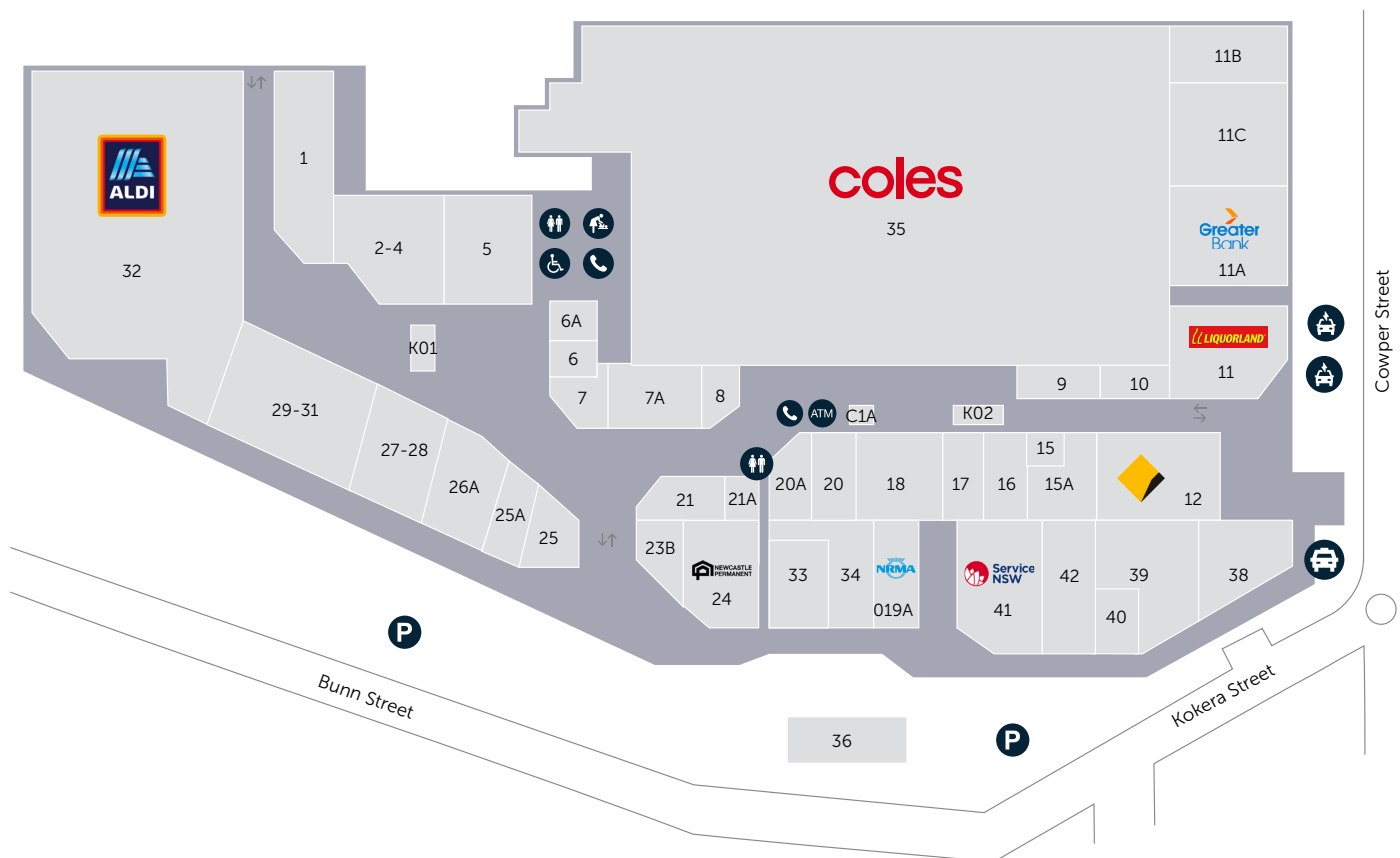 11B
11C
1
ALDI
coles
35
Greater
Bank
11A
2-4
5
32
6A
K01
6
LIQUORLAND
11
Cowper Street
7
7A
8
9
10
29-31
ATM
C1A
K02
27-28
26A
25A
25
21
21A
20A
20
18
17
16
15
15A
12
23B
NEWCASTLE
PERMANENT
24
33
34
NRMA
019A
Service
NSW
41
42
39
40
38
P
Bunn Street
Kokera Street
36
P